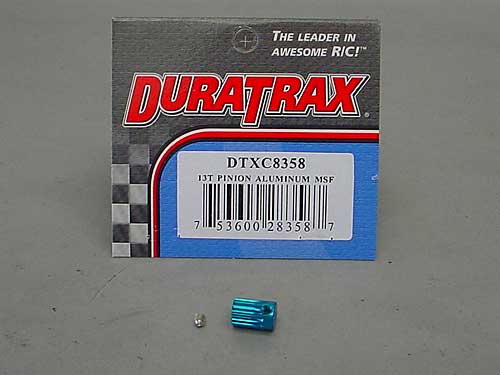 THE LEADER IN
AWESOME R/C!™
DURATRAX®
DTXC8358
13T PINION ALUMINUM MSF
7 53600 28358 7